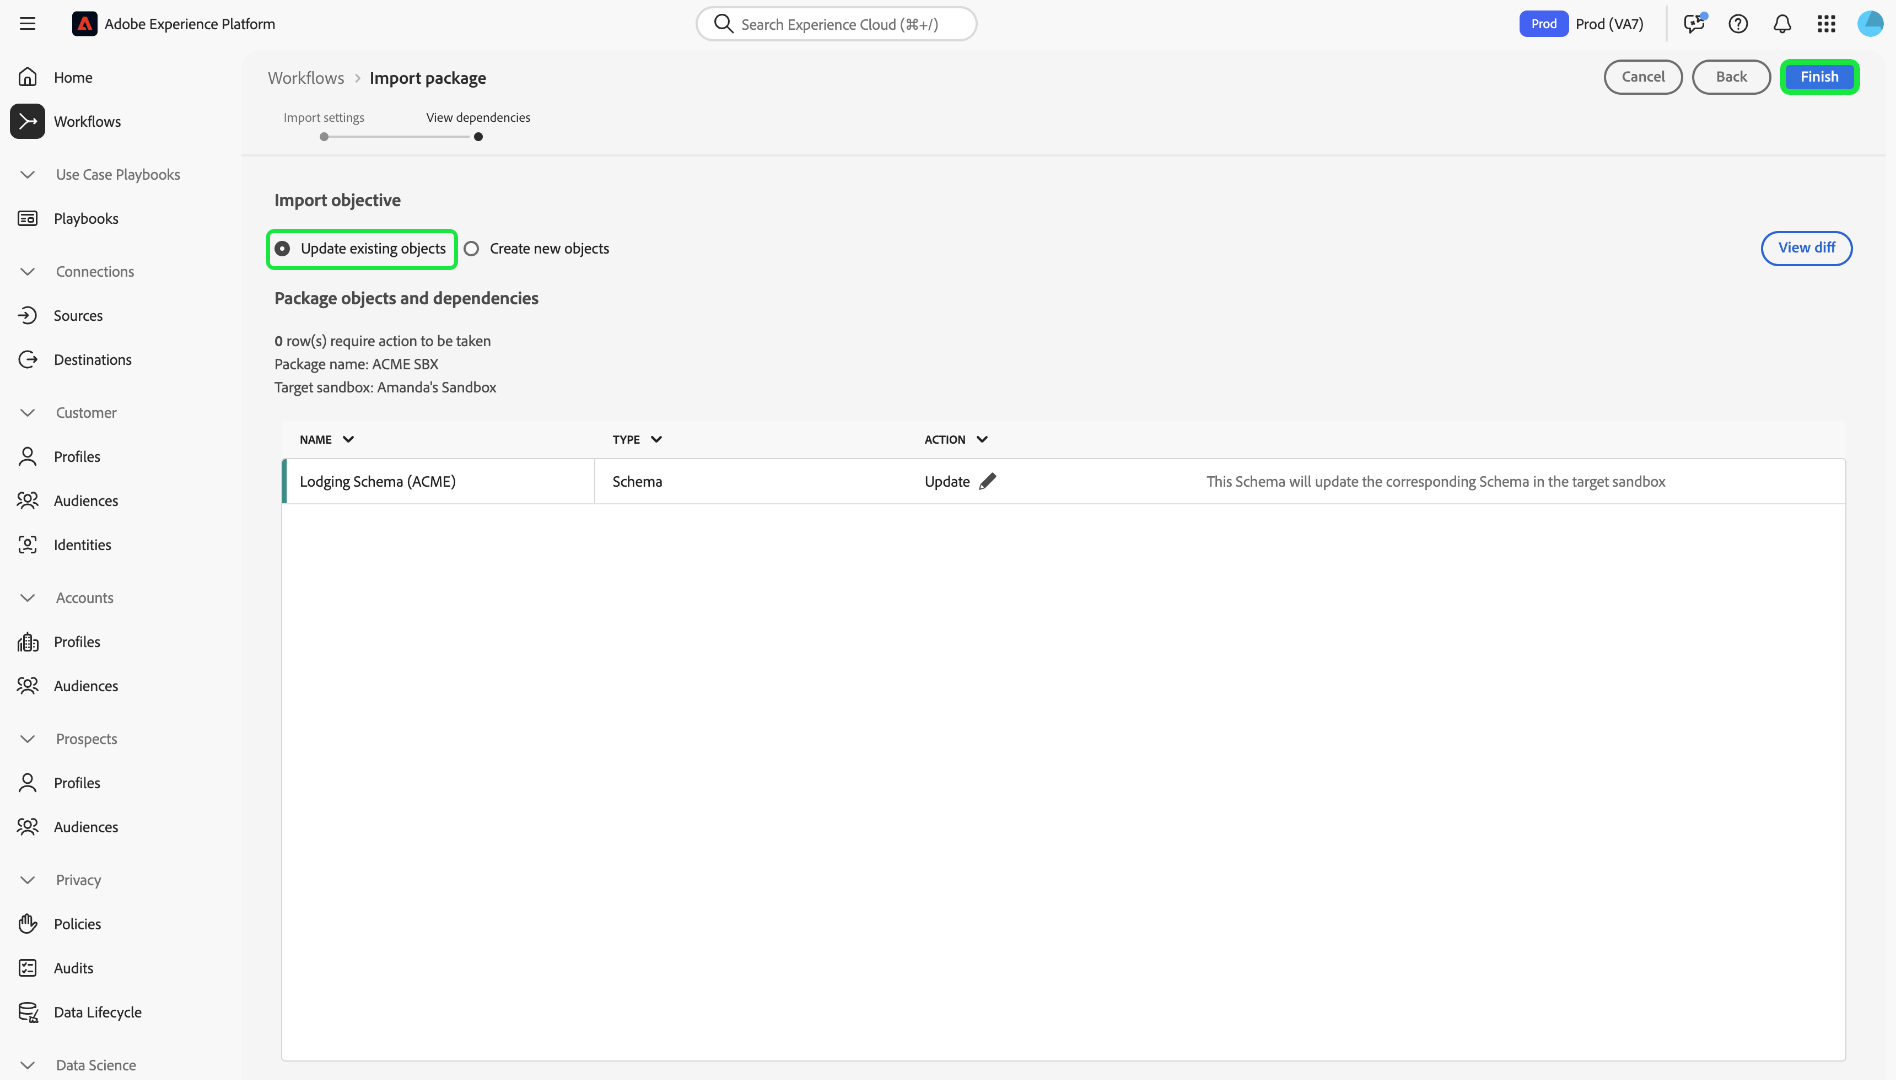 Adobe Experience Platform
Search Experience Cloud (⌘+/)
Prod
Prod (VA7)
Home
Workflows
Use Case Playbooks
Playbooks
Connections
Sources
Destinations
Customer
Profiles
Audiences
Identities
Accounts
Profiles
Audiences
Prospects
Profiles
Audiences
Privacy
Policies
Audits
Data Lifecycle
Data Science
Workflows > Import package
Cancel
Back
Finish
Import settings
View dependencies
Import objective
Update existing objects
Create new objects
View diff
Package objects and dependencies
0 row(s) require action to be taken
Package name: ACME SBX
Target sandbox: Amanda's Sandbox
NAME
TYPE
ACTION
Lodging Schema (ACME)
Schema
Update
This Schema will update the corresponding Schema in the target sandbox